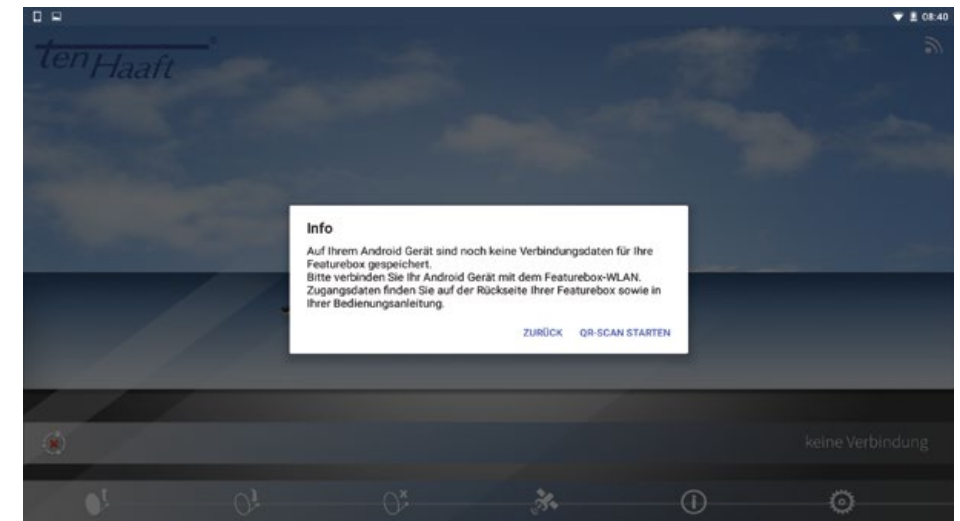 08:40
ten Haaft
Info
Auf Ihrem Android Gerät sind noch keine Verbindungsdaten für Ihre
Featurebox gespeichert.
Bitte verbinden Sie Ihr Android Gerät mit dem Featurebox-WLAN.
Zugangsdaten finden Sie auf der Rückseite Ihrer Featurebox sowie in
Ihrer Bedienungsanleitung.
ZURÜCK QR-SCAN STARTEN
keine Verbindung